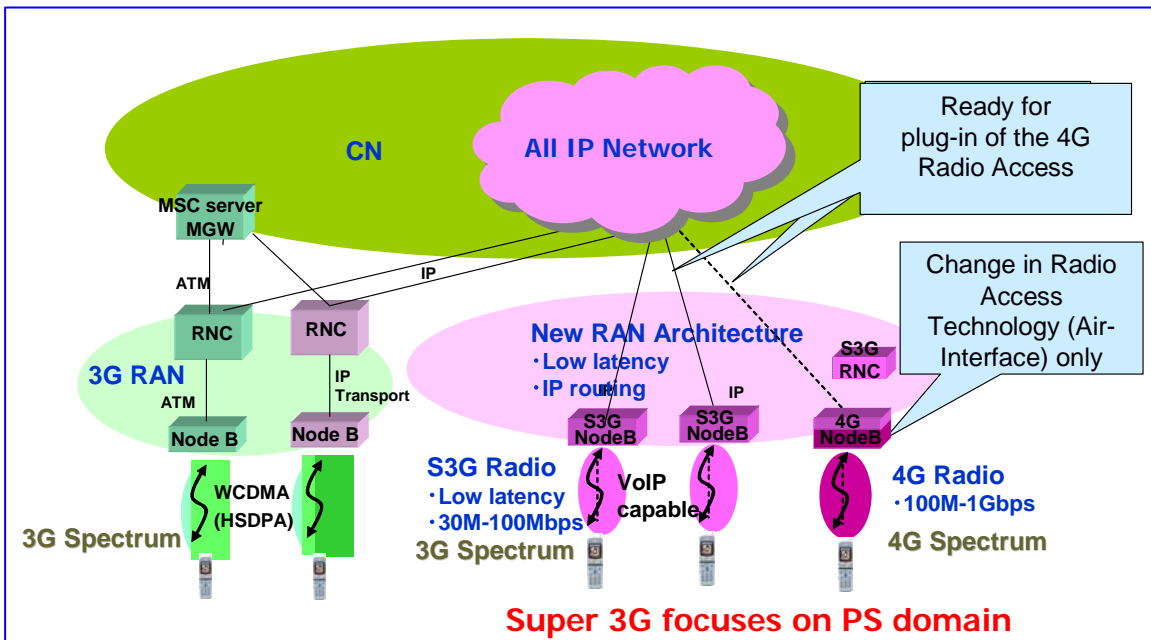 Ready for
plug-in of the 4G
Radio Access
CN
All IP Network
MSC server
MGW
ATM
IP
Change in Radio
Access
Technology (Air-
Interface) only
RNC
RNC
New RAN Architecture
・Low latency
・IP routing
S3G
RNC
3G RAN
ATM
IP
Transport
IP
IP
Node B
Node B
S3G
NodeB
S3G
NodeB
4G
NodeB
WCDMA
(HSDPA)
S3G Radio
・Low latency
・30M-100Mbps
VoIP
capable
4G Radio
・100M-1Gbps
3G Spectrum
3G Spectrum
4G Spectrum
Super 3G focuses on PS domain